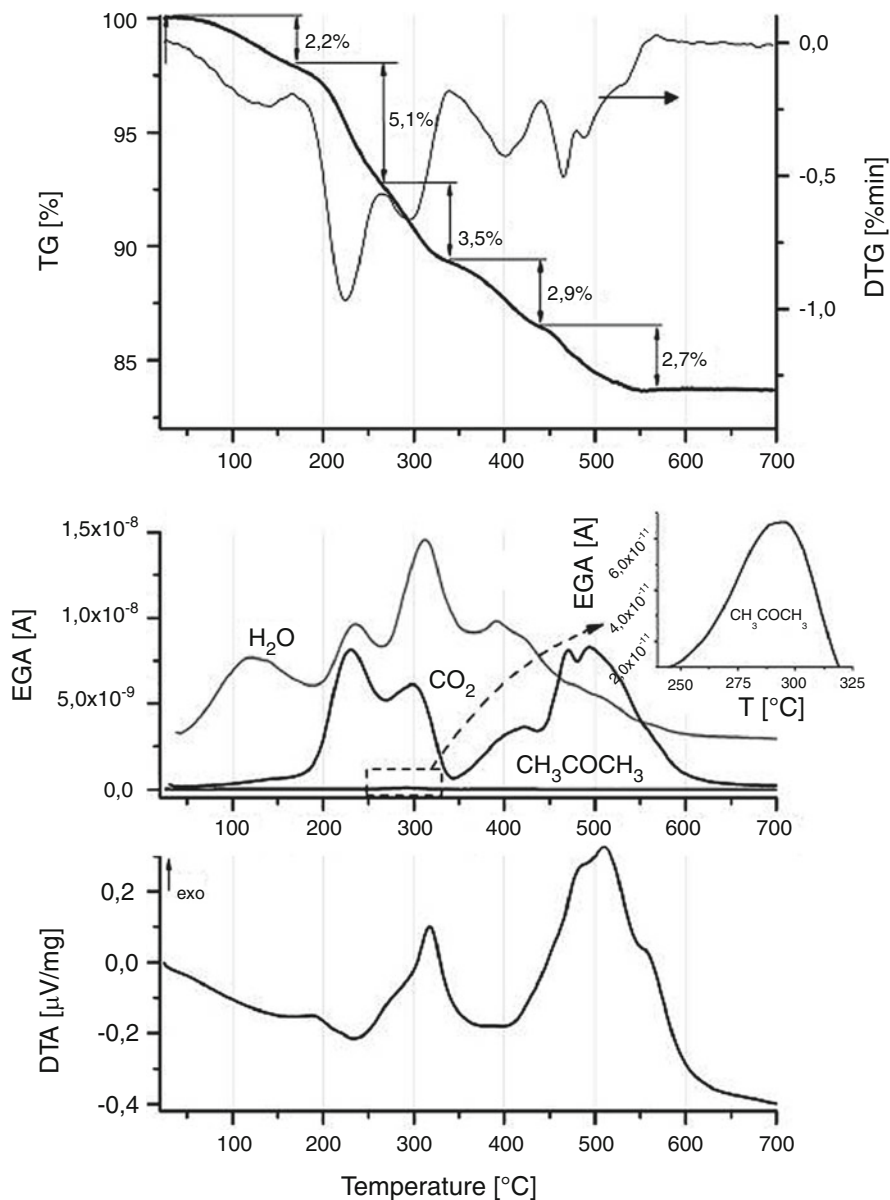 100
95
90
85
TG [%]
2,2%
5,1%
3,5%
2,9%
2,7%
0,0
-0,5
-1,0
DTG [%min]
100 200 300 400 500 600 700
1,5x10⁻⁸
1,0x10⁻⁸
5,0x10⁻⁹
0,0
EGA [A]
H₂O
CO₂
CH₃COCH₃
EGA [A]
6,0x10⁻¹¹
4,0x10⁻¹¹
2,0x10⁻¹¹
CH₃COCH₃
250 275 300 325
T [°C]
100 200 300 400 500 600 700
exo
0,2
0,0
-0,2
-0,4
DTA [µV/mg]
100 200 300 400 500 600 700
Temperature [°C]